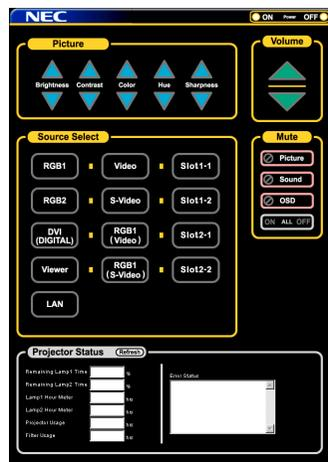 NEC
ON Power OFF
Picture
Volume
Brightness Contrast Color Hue Sharpness
Source Select
Mute
RGB1 Video Slot1-1
Picture
RGB2 S-Video Slot1-2
Sound
OSD
DVI (DIGITAL) RGB1 (Video) Slot2-1
ON ALL OFF
Viewer RGB1 (S-Video) Slot2-2
LAN
Projector Status Refresh
Remaining Lamp1 Time %
Error Status
Remaining Lamp2 Time %
Lamp1 Hour Meter
Lamp2 Hour Meter
Projector Usage
Filter Usage